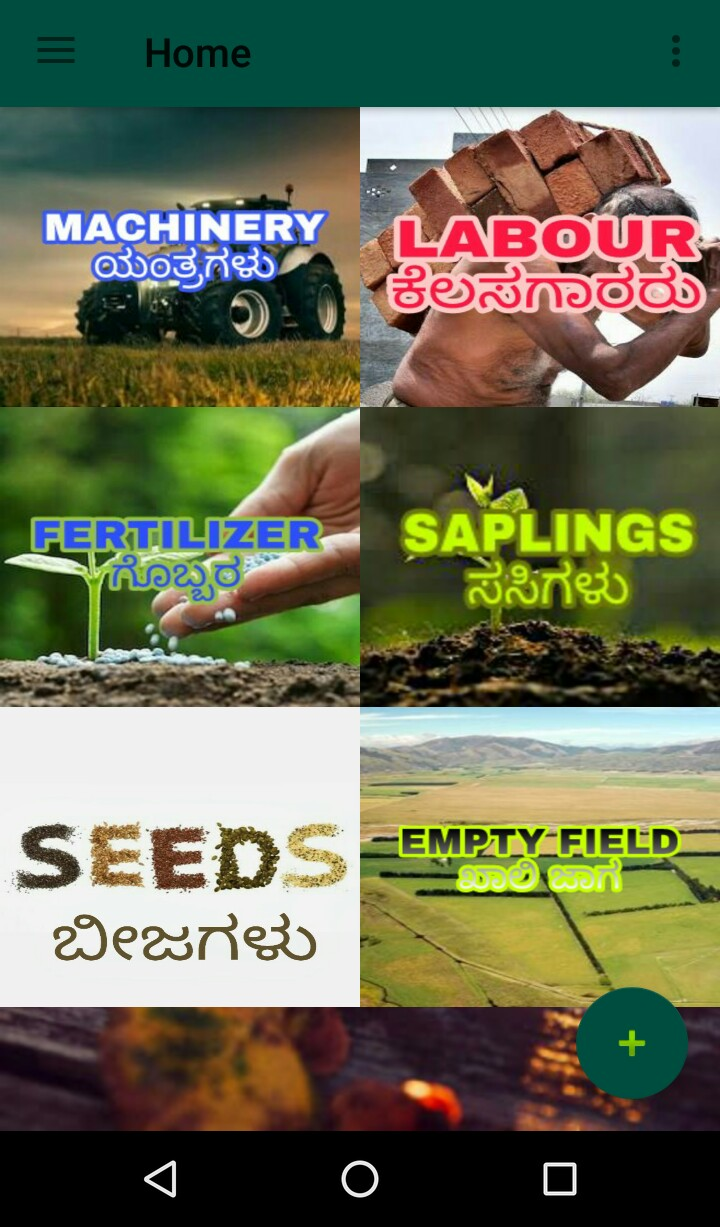 Home
MACHINERY
ಯಂತ್ರಗಳು
LABOUR
ಕೆಲಸಗಾರರು
FERTILIZER
ಗೊಬ್ಬರ
SAPLINGS
ಸಸಿಗಳು
SEEDS
ಬೀಜಗಳು
EMPTY FIELD
ಖಾಲಿ ಜಾಗ
+